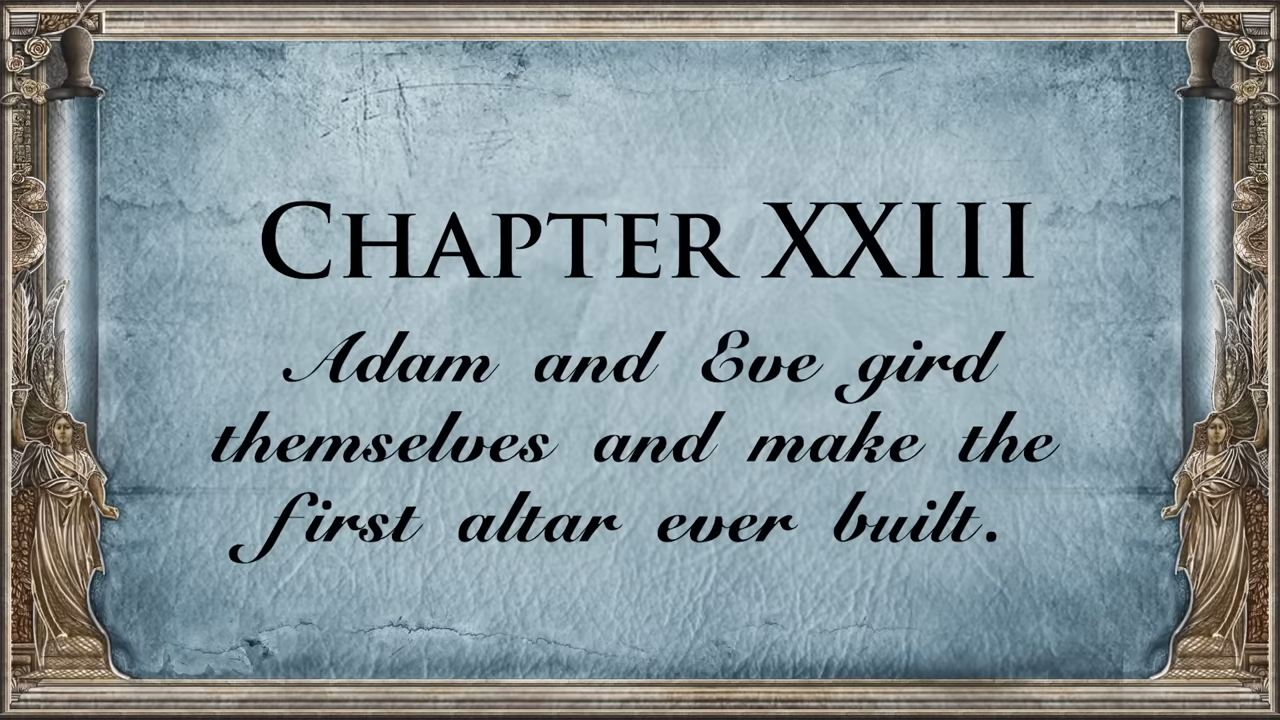 Chapter XXIII
Adam and Eve gird
themselves and make the
first altar ever built.